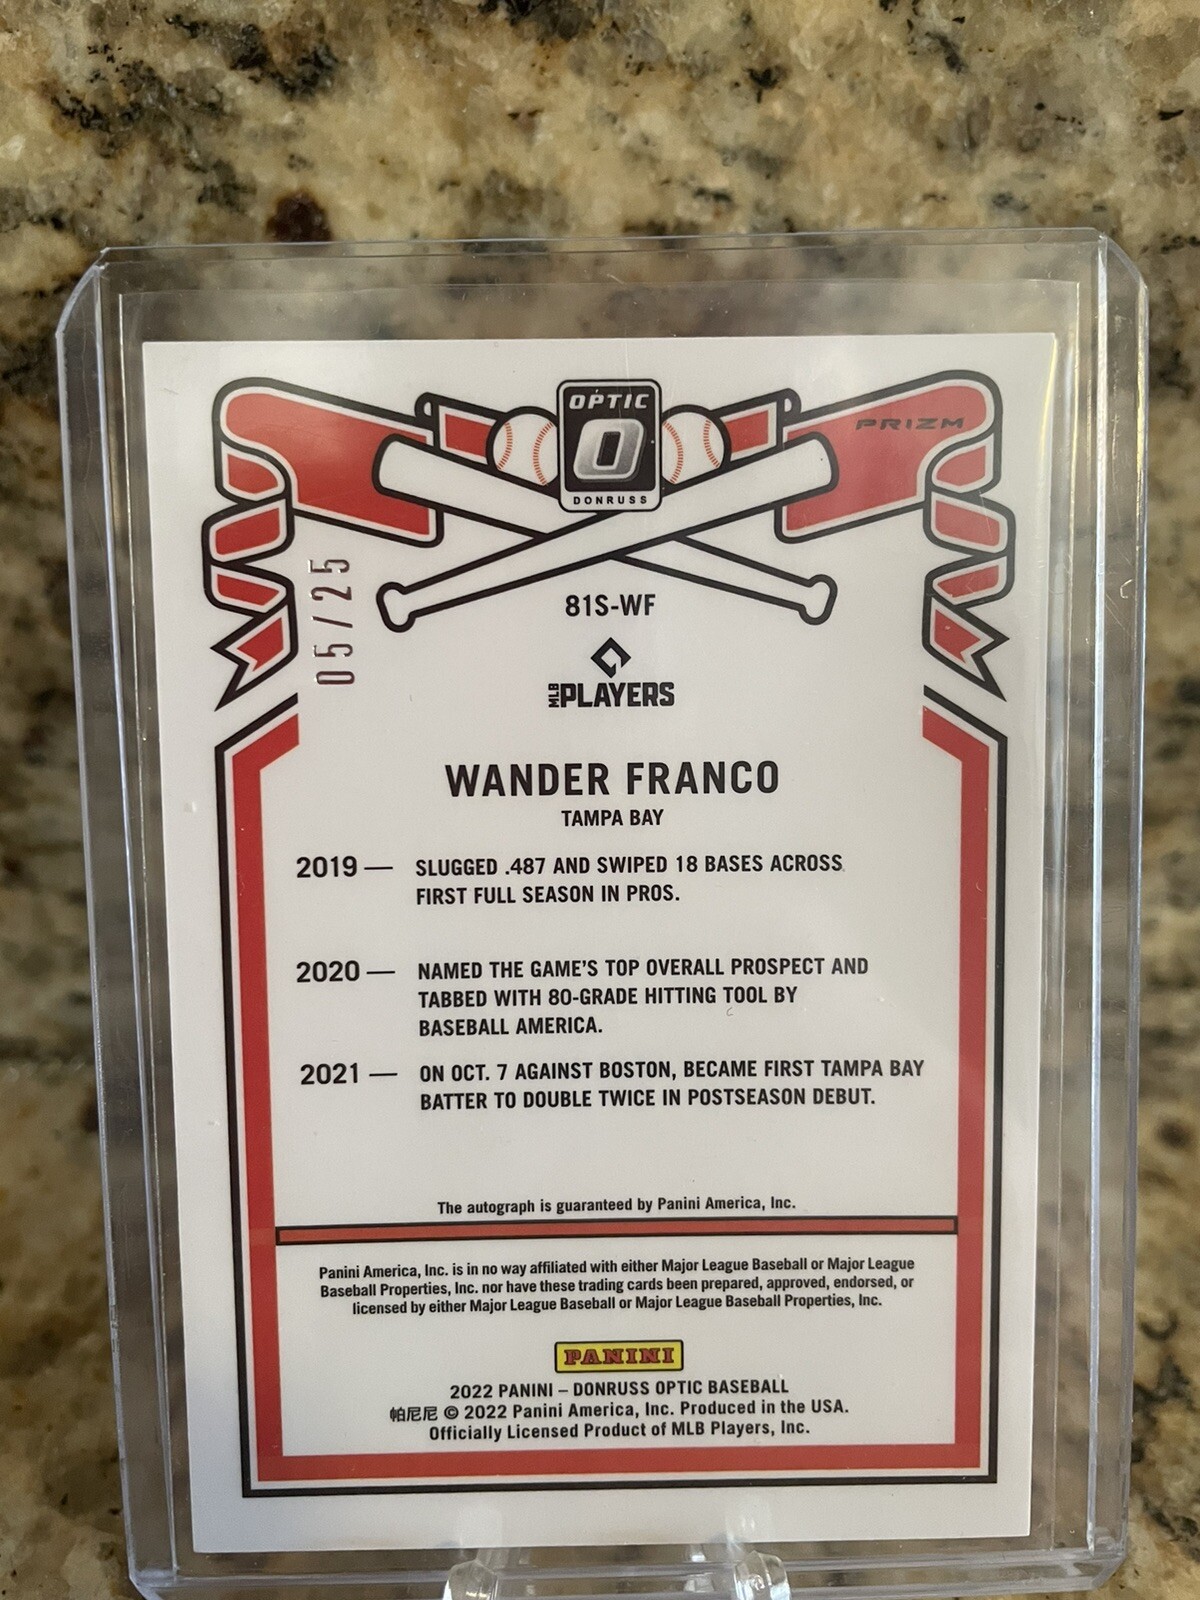 OPTIC
O
DONRUSS
PRIZM
05/25
81S-WF
MLB PLAYERS
WANDER FRANCO
TAMPA BAY
2019 — SLUGGED .487 AND SWIPED 18 BASES ACROSS
FIRST FULL SEASON IN PROS.
2020 — NAMED THE GAME'S TOP OVERALL PROSPECT AND
TABBED WITH 80-GRADE HITTING TOOL BY
BASEBALL AMERICA.
2021 — ON OCT. 7 AGAINST BOSTON, BECAME FIRST TAMPA BAY
BATTER TO DOUBLE TWICE IN POSTSEASON DEBUT.
The autograph is guaranteed by Panini America, Inc.
Panini America, Inc. is in no way affiliated with either Major League Baseball or Major League
Baseball Properties, Inc. nor have these trading cards been prepared, approved, endorsed, or
licensed by either Major League Baseball or Major League Baseball Properties, Inc.
PANINI
2022 PANINI – DONRUSS OPTIC BASEBALL
帕尼尼 © 2022 Panini America, Inc. Produced in the USA.
Officially Licensed Product of MLB Players, Inc.